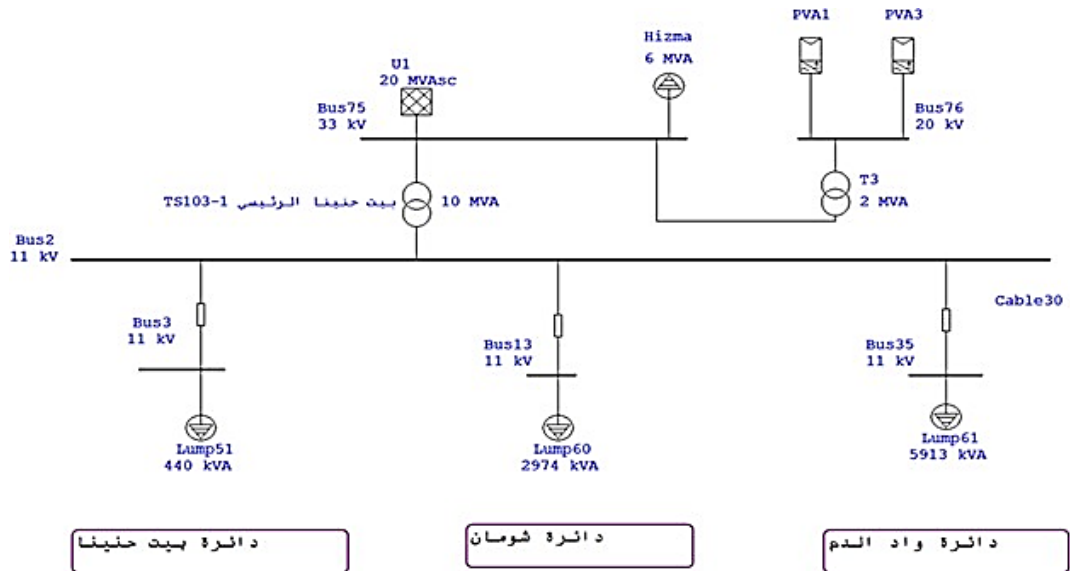 PVA1
PVA3
Hizma
6 MVA
U1
20 MVAsc
Bus75
33 kV
Bus76
20 kV
T3
2 MVA
TS103-1 بيت حنينا الرئيسي
10 MVA
Bus2
11 kV
Cable30
Bus3
11 kV
Bus13
11 kV
Bus35
11 kV
Lump51
440 kVA
Lump60
2974 kVA
Lump61
5913 kVA
دائرة بيت حنينا
دائرة شومان
دائرة واد الدم